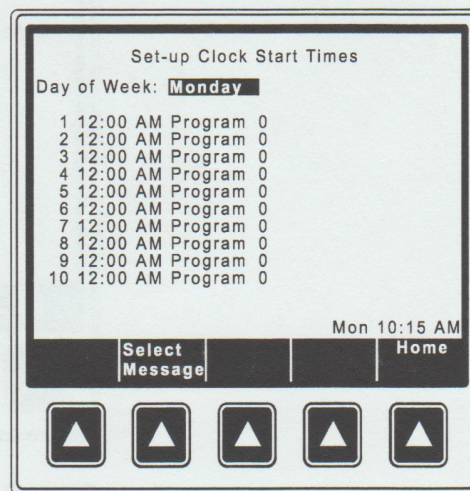 Set-up Clock Start Times
Day of Week: Monday
1 12:00 AM Program 0
2 12:00 AM Program 0
3 12:00 AM Program 0
4 12:00 AM Program 0
5 12:00 AM Program 0
6 12:00 AM Program 0
7 12:00 AM Program 0
8 12:00 AM Program 0
9 12:00 AM Program 0
10 12:00 AM Program 0
Mon 10:15 AM
Select Home
Message